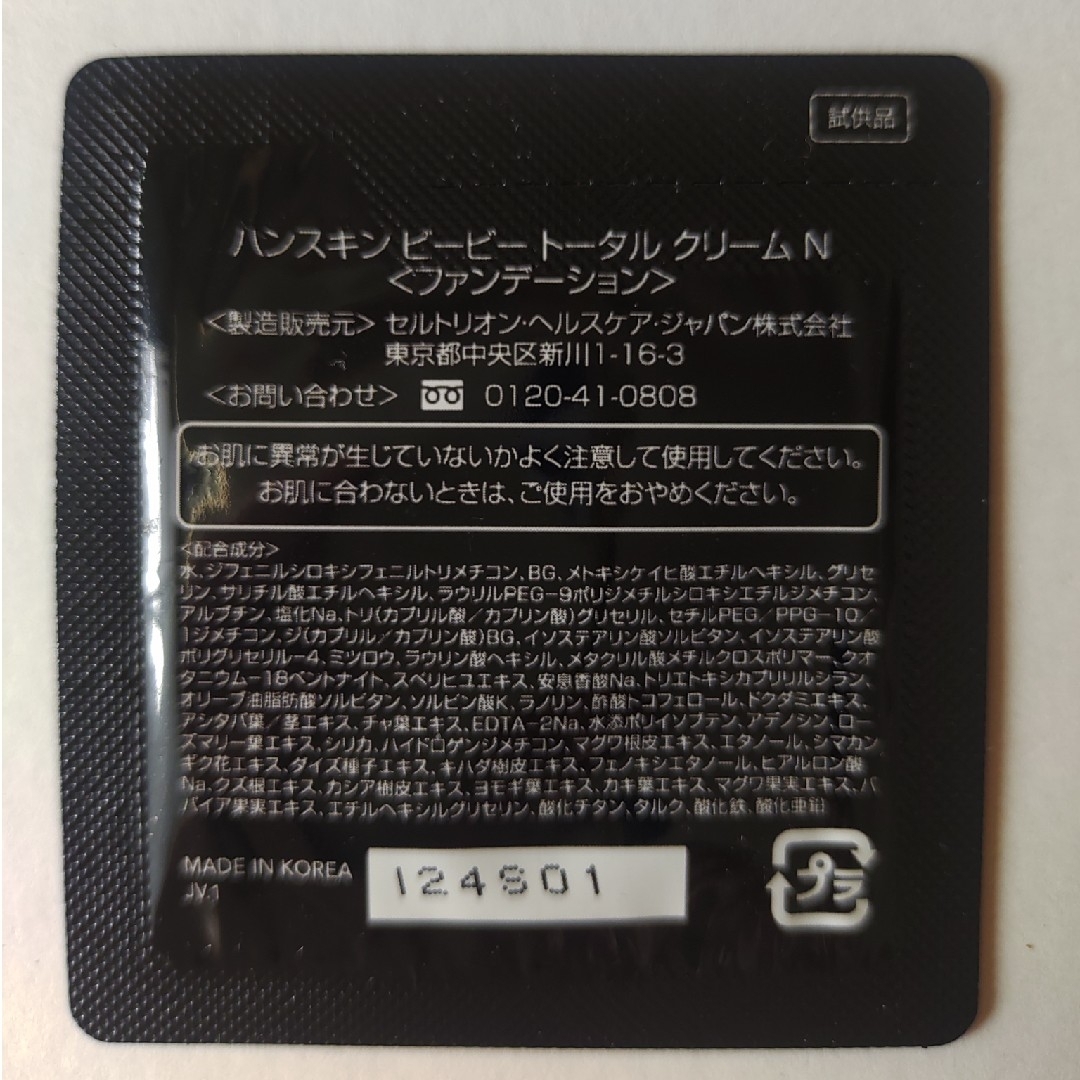 試供品
ハンスキン ビービー トータル クリーム N
<ファンデーション>
<製造販売元> セルトリオン・ヘルスケア・ジャパン株式会社
東京都中央区新川1-16-3
<お問い合わせ> 0120-41-0808
お肌に異常が生じていないかよく注意して使用してください。
お肌に合わないときは、ご使用をおやめください。
<配合成分>
水、ジフェニルシロキシフェニルトリメチコン、BG、メトキシケイヒ酸エチルヘキシル、グリセ
リン、サリチル酸エチルヘキシル、ラウリルPEG-9ポリジメチルシロキシエチルジメチコン、
アルブチン、塩化Na、トリ(カプリル酸/カプリン酸)グリセリル、セチルPEG/PPG-10/
1ジメチコン、ジ(カプリル/カプリン酸)BG、イソステアリン酸ソルビタン、イソステアリン酸
ポリグリセリル-4、ミツロウ、ラウリン酸ヘキシル、メタクリル酸メチルクロスポリマー、クオ
タニウム-18ベントナイト、スベリヒユエキス、安息香酸Na、トリエトキシカプリリルシラン、
オリーブ油脂肪酸ソルビタン、ソルビン酸K、ラノリン、酢酸トコフェロール、ドクダミエキス、
アシタバ葉/茎エキス、チャ葉エキス、EDTA-2Na、水添ポリイソブテン、アデノシン、ロー
ズマリー葉エキス、シリカ、ハイドロゲンジメチコン、マグワ根皮エキス、エタノール、シマカン
ギク花エキス、ダイズ種子エキス、キハダ樹皮エキス、フェノキシエタノール、ヒアルロン酸
Na、クズ根エキス、カシア樹皮エキス、ヨモギ葉エキス、カキ葉エキス、マグワ果実エキス、パ
パイア果実エキス、エチルヘキシルグリセリン、酸化チタン、タルク、酸化鉄、酸化亜鉛
MADE IN KOREA
JV.1
124S01
プラ